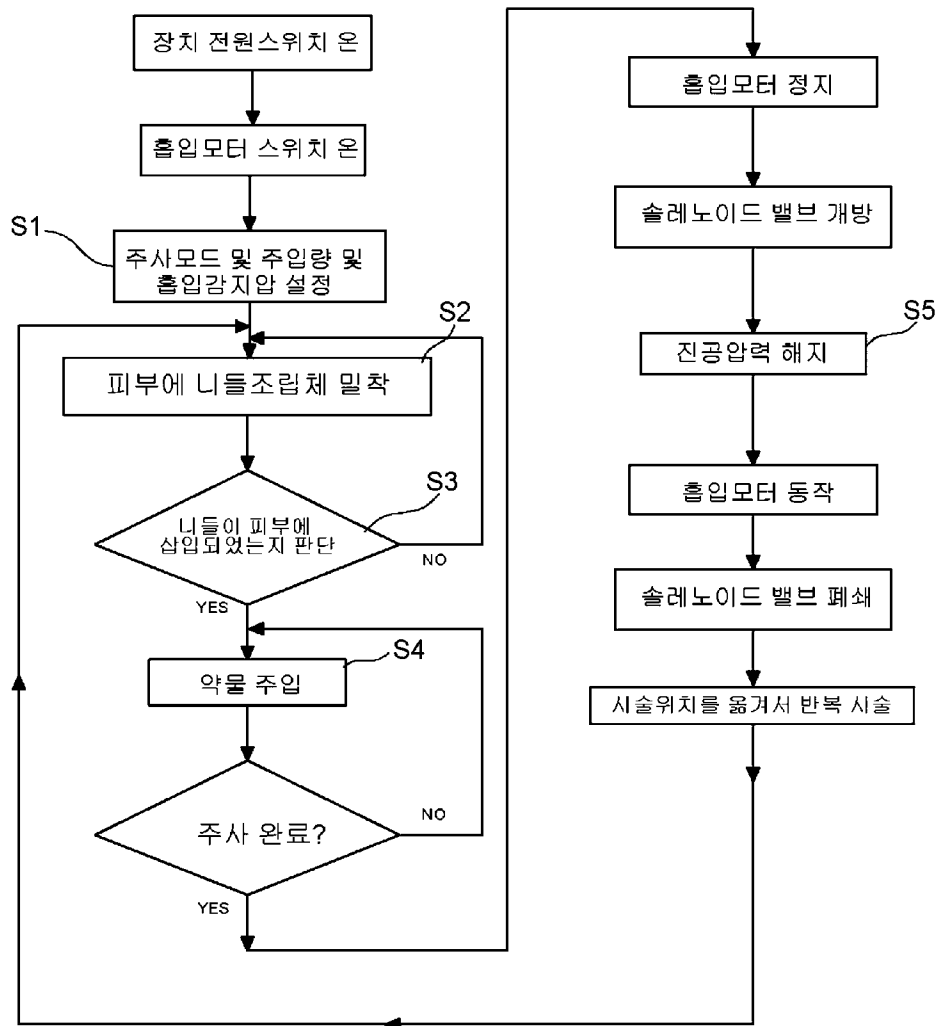 장치 전원스위치 온
흡입모터 스위치 온
S1
주사모드 및 주입량 및
흡입감지압 설정
S2
피부에 니들조립체 밀착
S3
니들이 피부에
삽입되었는지 판단
NO
YES
S4
약물 주입
주사 완료?
NO
YES
흡입모터 정지
솔레노이드 밸브 개방
S5
진공압력 해지
흡입모터 동작
솔레노이드 밸브 폐쇄
시술위치를 옮겨서 반복 시술